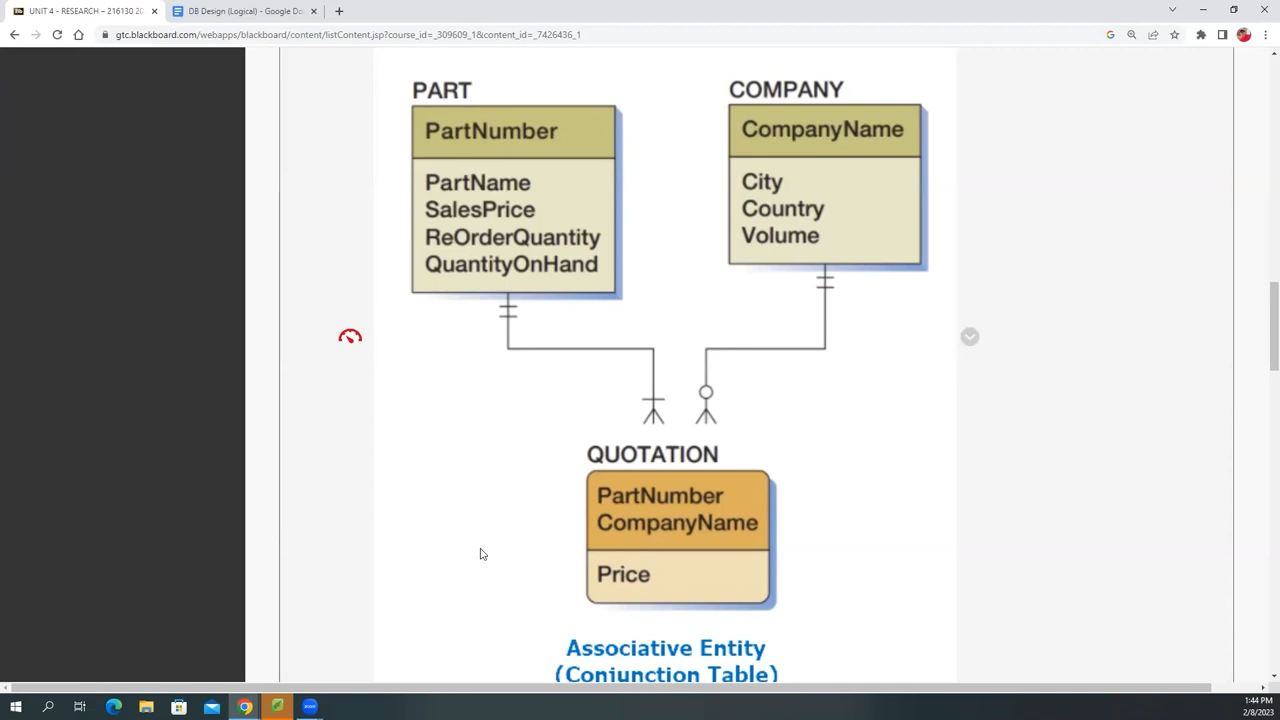 UNIT 4 - RESEARCH – 216130 20
DB Design (Logical) - Google Do
gtc.blackboard.com/webapps/blackboard/content/listContent.jsp?course_id=_309609_1&content_id=_7426436_1
PART
PartNumber
PartName
SalesPrice
ReOrderQuantity
QuantityOnHand
COMPANY
CompanyName
City
Country
Volume
QUOTATION
PartNumber
CompanyName
Price
Associative Entity
(Conjunction Table)
1:44 PM
2/8/2023